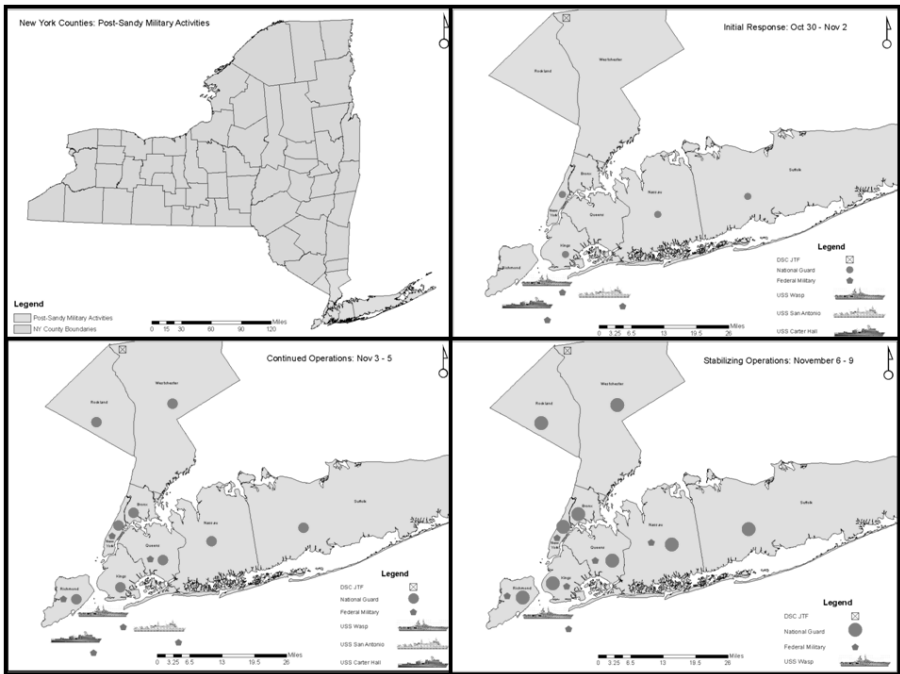 New York Counties: Post-Sandy Military Activities
Legend
Post-Sandy Military Activities
NY County Boundaries
0 15 30 60 90 120
Miles
Initial Response: Oct 30 - Nov 2
Rockland
Westchester
Bronx
New York
Queens
Nassau
Suffolk
Kings
Richmond
Legend
DSC JTF
National Guard
Federal Military
USS Wasp
USS San Antonio
USS Carter Hall
Miles
0 3.25 6.5 13 19.5 26
Continued Operations: Nov 3 - 5
Rockland
Westchester
Bronx
New York
Queens
Nassau
Suffolk
Kings
Richmond
Legend
DSC JTF
National Guard
Federal Military
USS Wasp
USS San Antonio
USS Carter Hall
Miles
0 3.25 6.5 13 19.5 26
Stabilizing Operations: November 6 - 9
Rockland
Westchester
Bronx
New York
Queens
Nassau
Suffolk
Kings
Richmond
Legend
DSC JTF
National Guard
Federal Military
USS Wasp
Miles
0 3.25 6.5 13 19.5 26